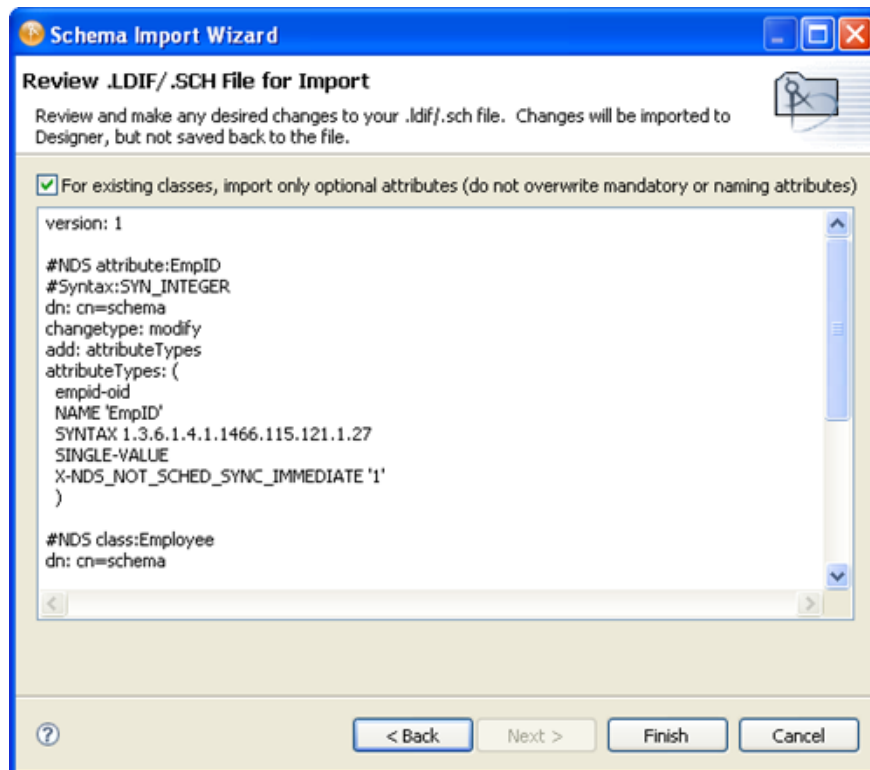 Schema Import Wizard
Review .LDIF/.SCH File for Import
Review and make any desired changes to your .ldif/.sch file. Changes will be imported to
Designer, but not saved back to the file.
For existing classes, import only optional attributes (do not overwrite mandatory or naming attributes)
version: 1
#NDS attribute:EmpID
#Syntax:SYN_INTEGER
dn: cn=schema
changetype: modify
add: attributeTypes
attributeTypes: (
empid-oid
NAME 'EmpID'
SYNTAX 1.3.6.1.4.1.1466.115.121.1.27
SINGLE-VALUE
X-NDS_NOT_SCHED_SYNC_IMMEDIATE '1'
)
#NDS class:Employee
dn: cn=schema
< Back Next > Finish Cancel